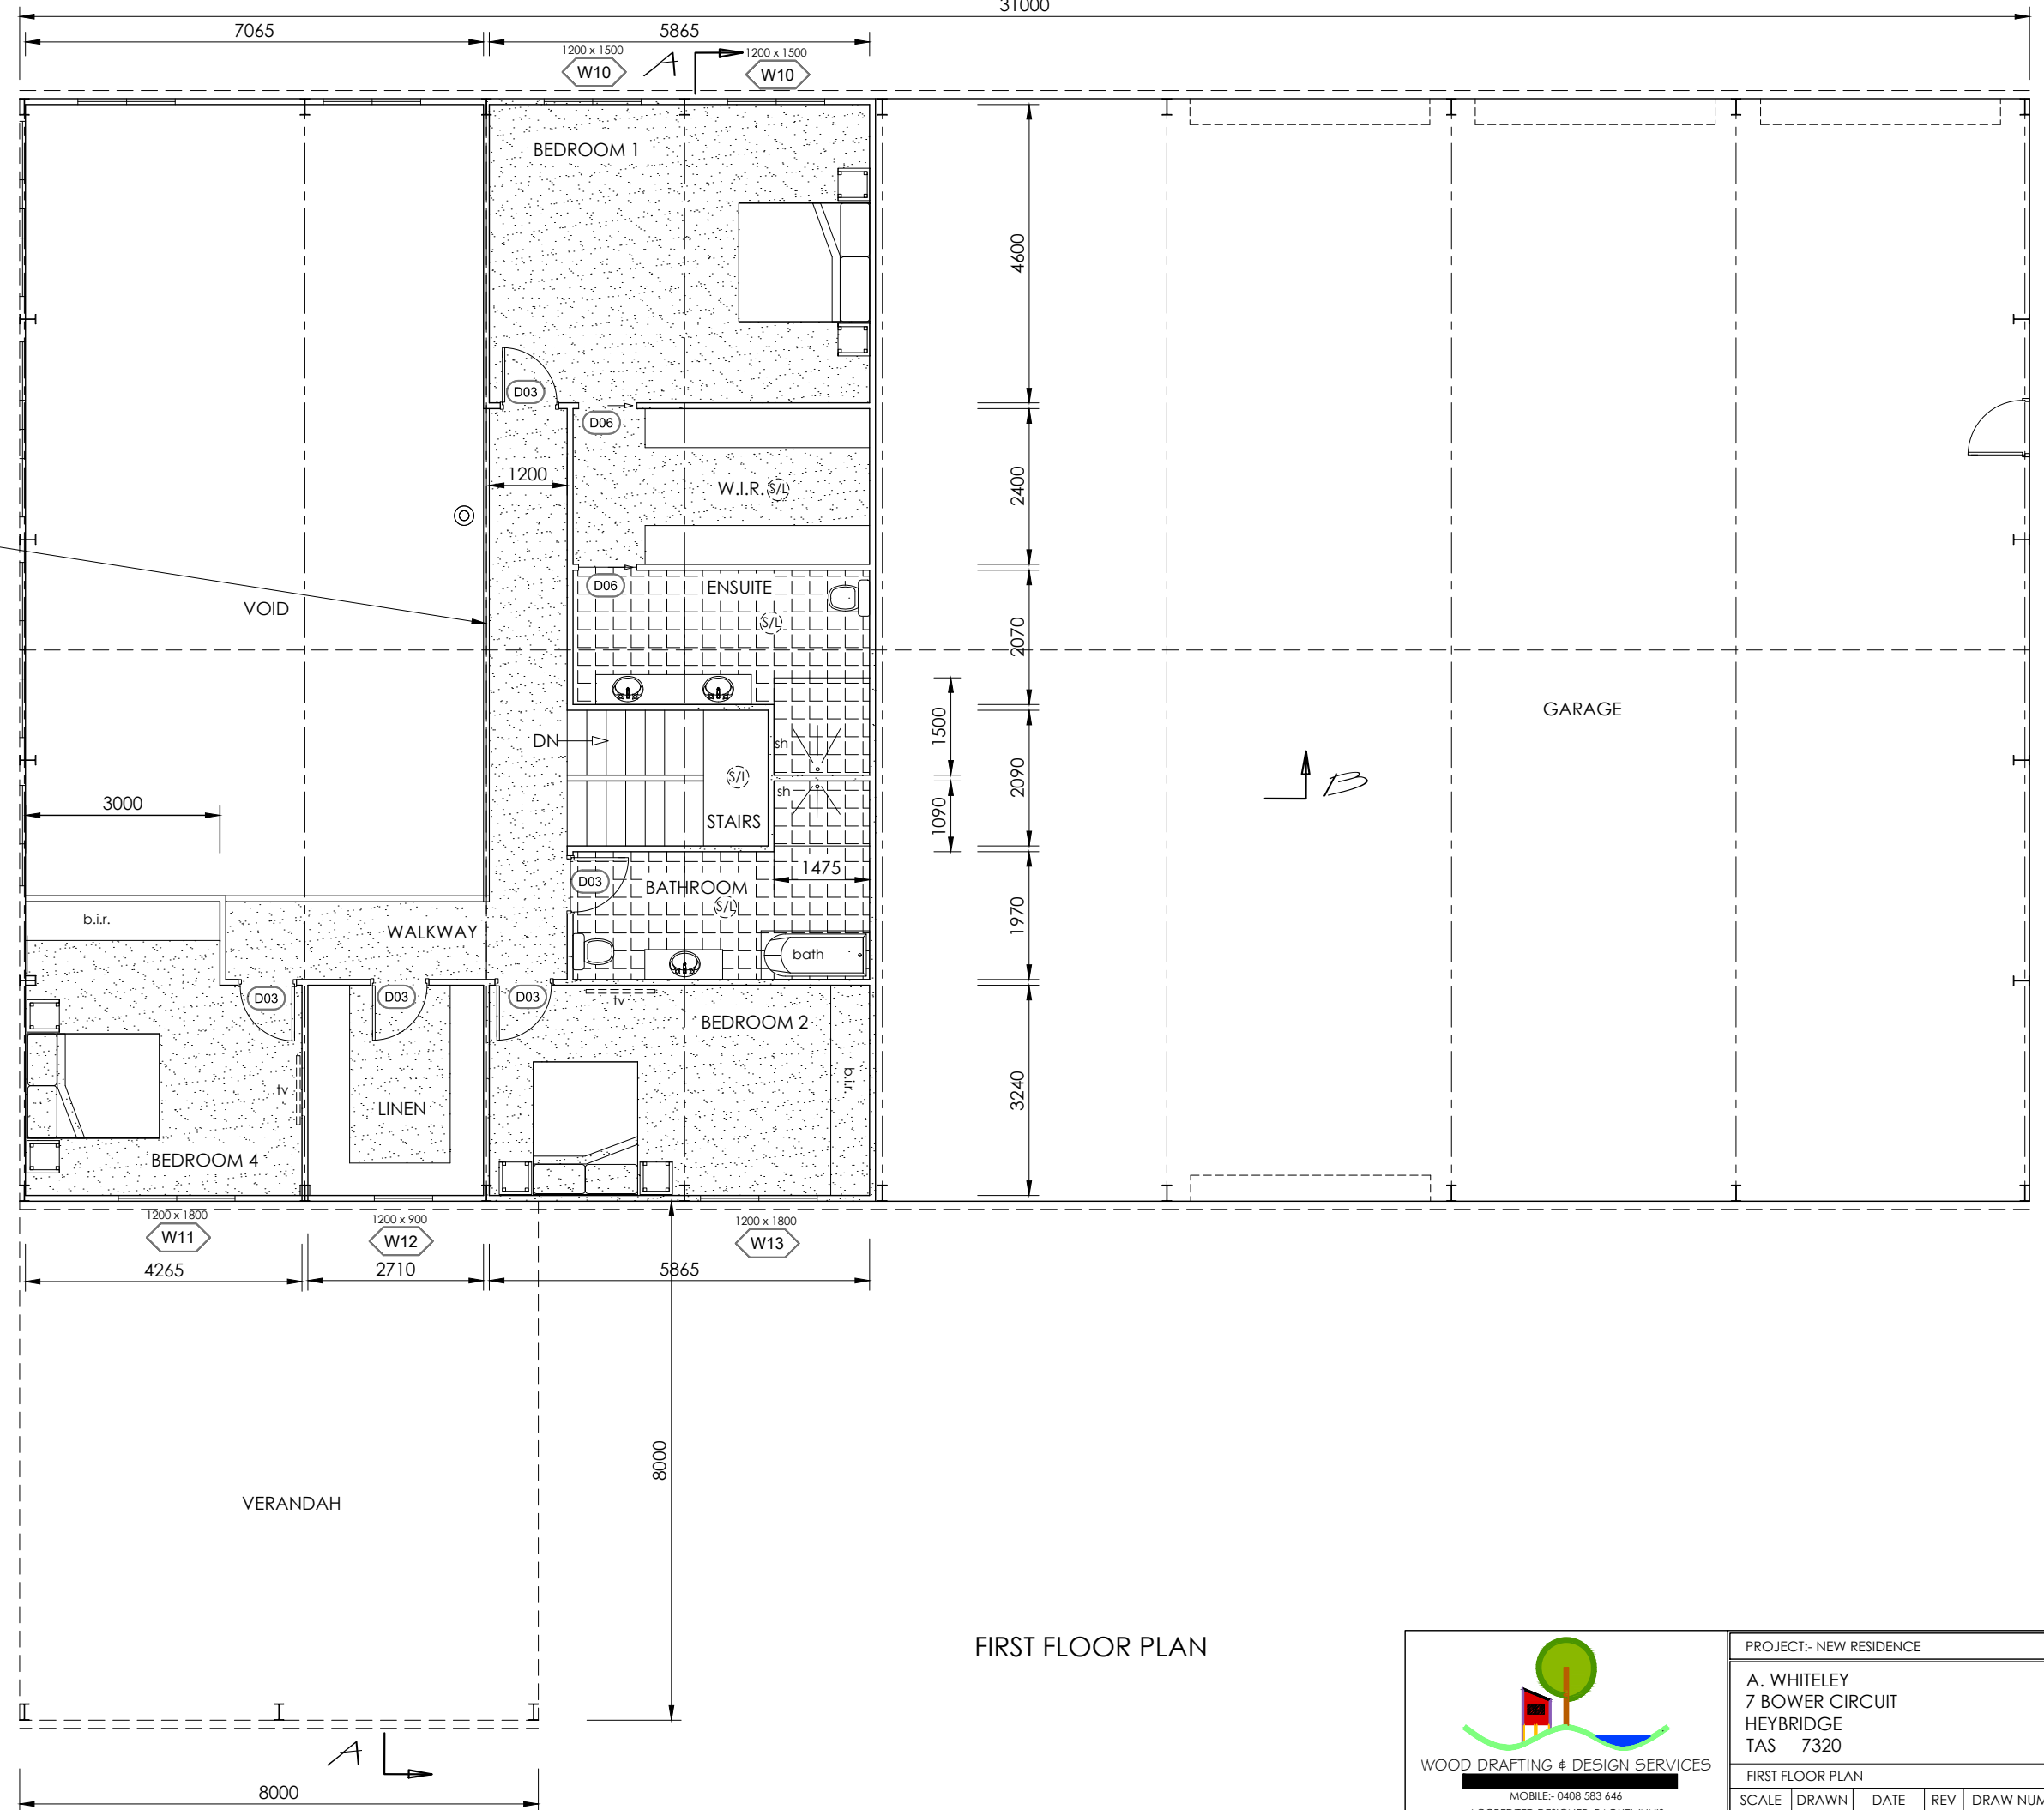 31000
7065
5865
1200 x 1500
W10
A
1200 x 1500
W10
BEDROOM 1
4600
D03
D06
1200
W.I.R.
S/L
2400
D06
ENSUITE
S/L
VOID
2070
1500
GARAGE
DN
sh
S/L
2090
B
sh
3000
STAIRS
1090
1475
D03
BATHROOM
S/L
b.i.r.
WALKWAY
1970
bath
D03
D03
D03
tv
BEDROOM 2
tv
b.i.r.
3240
LINEN
BEDROOM 4
1200 x 1800
W11
1200 x 900
W12
1200 x 1800
W13
4265
2710
5865
8000
VERANDAH
A
8000
FIRST FLOOR PLAN
WOOD DRAFTING & DESIGN SERVICES
MOBILE:- 0408 583 646
PROJECT:- NEW RESIDENCE
A. WHITELEY
7 BOWER CIRCUIT
HEYBRIDGE
TAS 7320
FIRST FLOOR PLAN
SCALE DRAWN DATE REV DRAW NUM